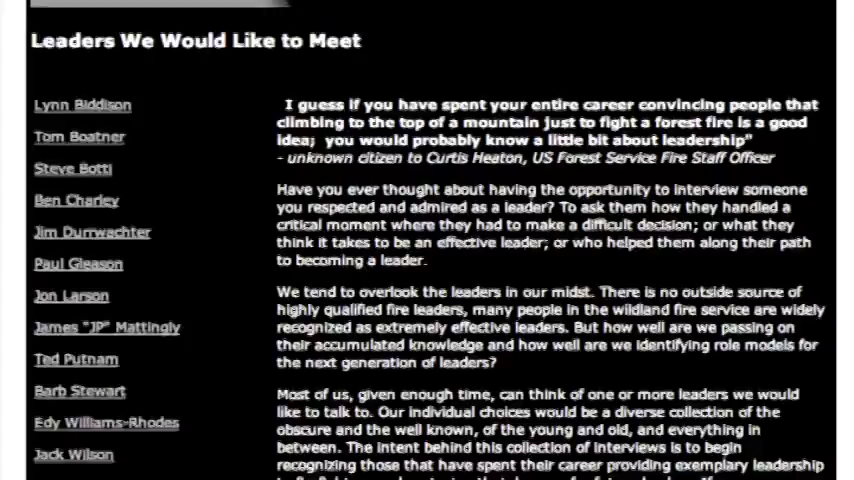 Leaders We Would Like to Meet
Lynn Biddison
Tom Boatner
Steve Botti
Ben Charley
Jim Durrwachter
Paul Gleason
Jon Larson
James "JP" Mattingly
Ted Putnam
Barb Stewart
Edy Williams-Rhodes
Jack Wilson
I guess if you have spent your entire career convincing people that
climbing to the top of a mountain just to fight a forest fire is a good
idea; you would probably know a little bit about leadership"
- unknown citizen to Curtis Heaton, US Forest Service Fire Staff Officer
Have you ever thought about having the opportunity to interview someone
you respected and admired as a leader? To ask them how they handled a
critical moment where they had to make a difficult decision; or what they
think it takes to be an effective leader; or who helped them along their path
to becoming a leader.
We tend to overlook the leaders in our midst. There is no outside source of
highly qualified fire leaders, many people in the wildland fire service are widely
recognized as extremely effective leaders. But how well are we passing on
their accumulated knowledge and how well are we identifying role models for
the next generation of leaders?
Most of us, given enough time, can think of one or more leaders we would
like to talk to. Our individual choices would be a diverse collection of the
obscure and the well known, of the young and old, and everything in
between. The intent behind this collection of interviews is to begin
recognizing those that have spent their career providing exemplary leadership